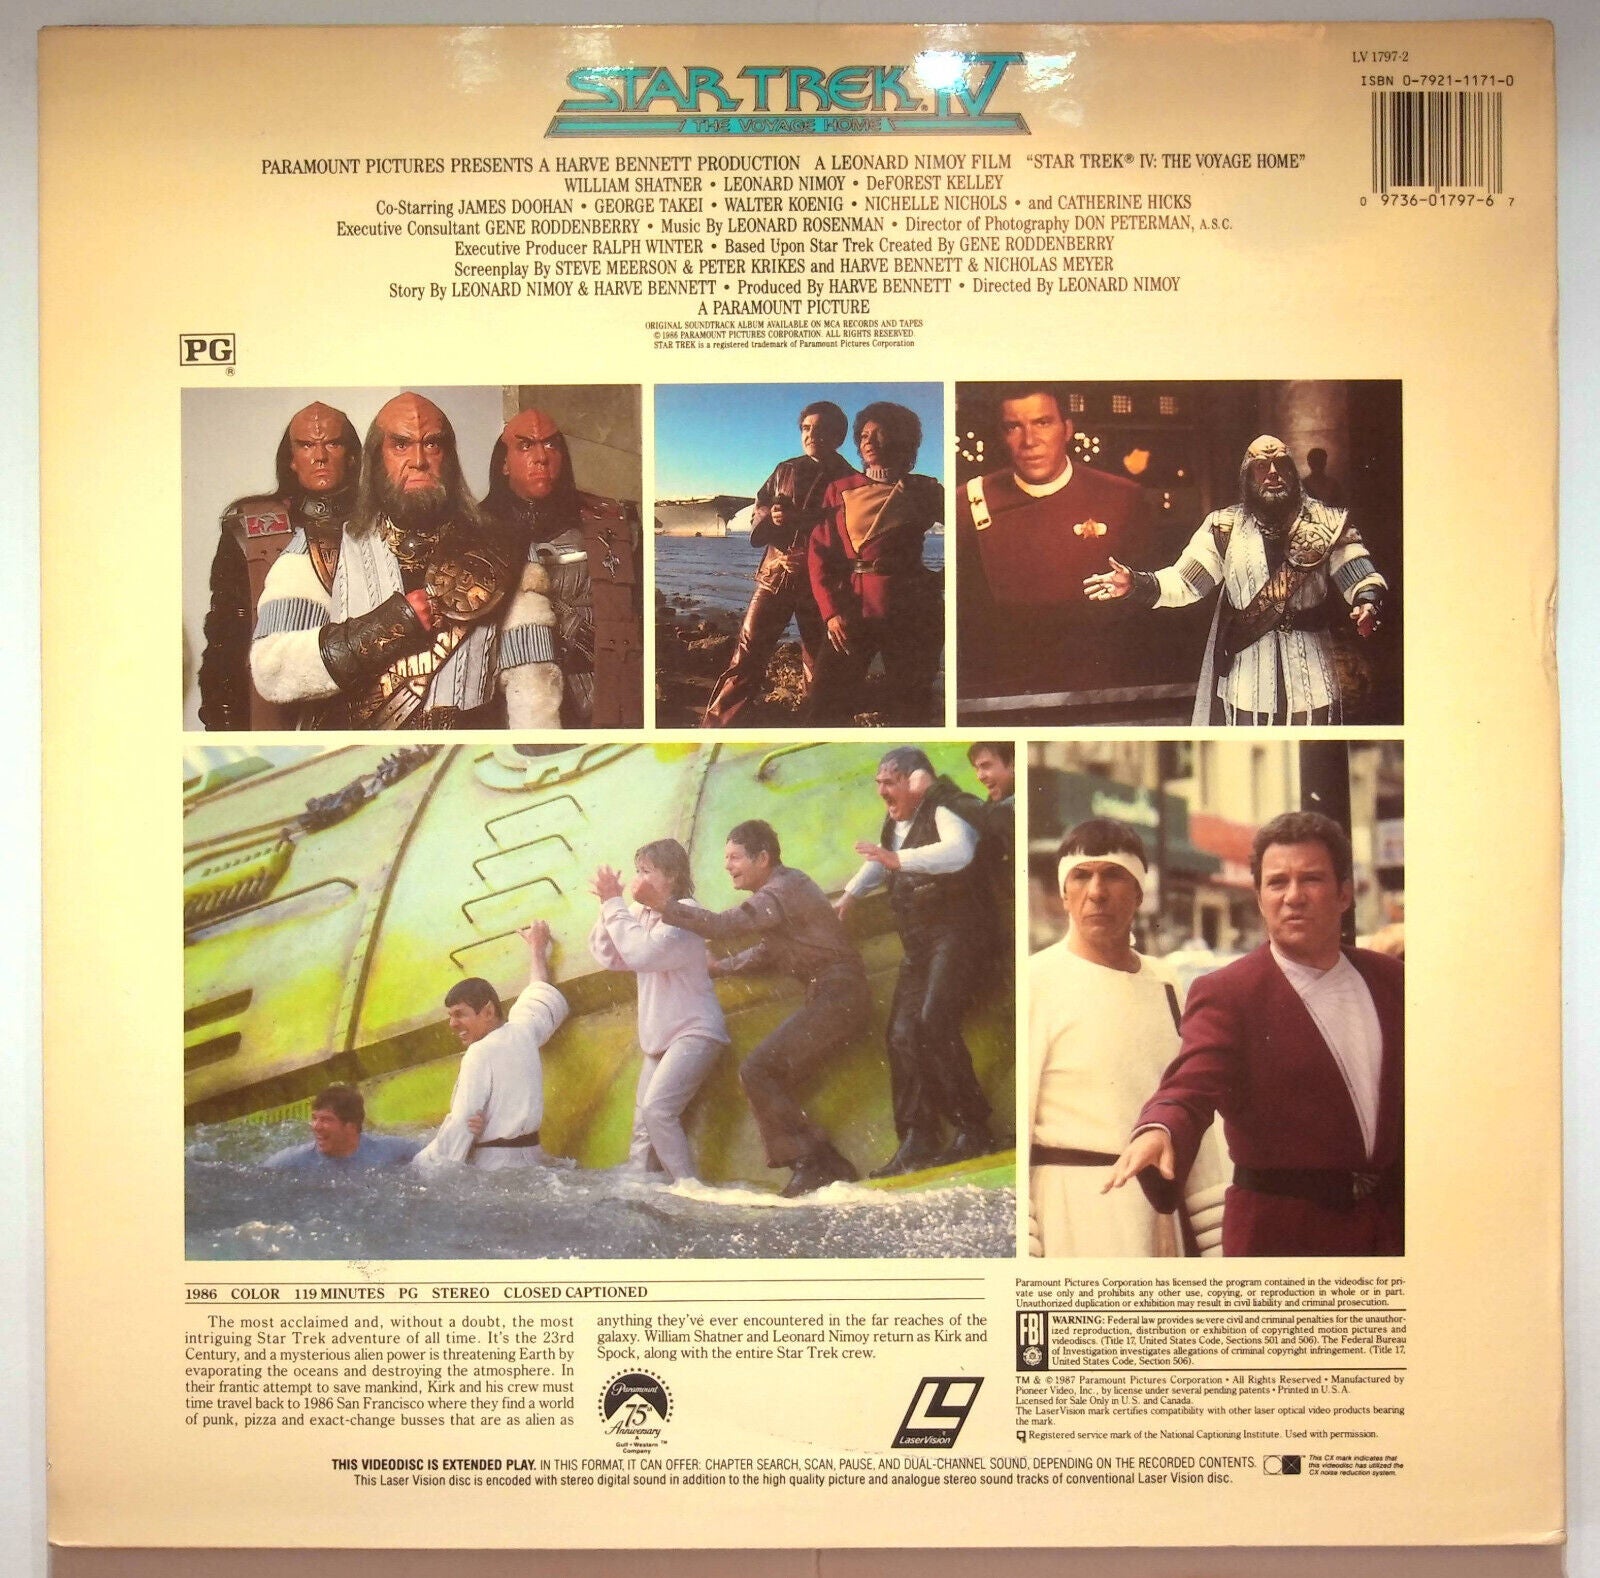 STAR TREK IV
THE VOYAGE HOME
LV 1797-2
ISBN 0-7921-1171-0
0 9736-01797-6 7
PARAMOUNT PICTURES PRESENTS A HARVE BENNETT PRODUCTION A LEONARD NIMOY FILM "STAR TREK® IV: THE VOYAGE HOME"
WILLIAM SHATNER • LEONARD NIMOY • DeFOREST KELLEY
Co-Starring JAMES DOOHAN • GEORGE TAKEI • WALTER KOENIG • NICHELLE NICHOLS • and CATHERINE HICKS
Executive Consultant GENE RODDENBERRY • Music By LEONARD ROSENMAN • Director of Photography DON PETERMAN, A.S.C.
Executive Producer RALPH WINTER • Based Upon Star Trek Created By GENE RODDENBERRY
Screenplay By STEVE MEERSON & PETER KRIKES and HARVE BENNETT & NICHOLAS MEYER
Story By LEONARD NIMOY & HARVE BENNETT • Produced By HARVE BENNETT • Directed By LEONARD NIMOY
A PARAMOUNT PICTURE
ORIGINAL SOUNDTRACK ALBUM AVAILABLE ON MCA RECORDS AND TAPES
© 1986 PARAMOUNT PICTURES CORPORATION. ALL RIGHTS RESERVED.
STAR TREK is a registered trademark of Paramount Pictures Corporation
PG
®
1986 COLOR 119 MINUTES PG STEREO CLOSED CAPTIONED
The most acclaimed and, without a doubt, the most
intriguing Star Trek adventure of all time. It's the 23rd
Century, and a mysterious alien power is threatening Earth by
evaporating the oceans and destroying the atmosphere. In
their frantic attempt to save mankind, Kirk and his crew must
time travel back to 1986 San Francisco where they find a world
of punk, pizza and exact-change busses that are as alien as
anything they've ever encountered in the far reaches of the
galaxy. William Shatner and Leonard Nimoy return as Kirk and
Spock, along with the entire Star Trek crew.
Paramount
75TH
Anniversary
A
Gulf+Western
Company
TM
LaserVision
®
Paramount Pictures Corporation has licensed the program contained in the videodisc for pri-
vate use only and prohibits any other use, copying, or reproduction in whole or in part.
Unauthorized duplication or exhibition may result in civil liability and criminal prosecution.
FBI
WARNING: Federal law provides severe civil and criminal penalties for the unauthor-
ized reproduction, distribution or exhibition of copyrighted motion pictures and
videodiscs. (Title 17, United States Code, Sections 501 and 506). The Federal Bureau
of Investigation investigates allegations of criminal copyright infringement. (Title 17,
United States Code, Section 506).
TM & © 1987 Paramount Pictures Corporation • All Rights Reserved • Manufactured by
Pioneer Video, Inc., by license under several pending patents • Printed in U.S.A.
Licensed for Sale Only in U.S. and Canada.
The LaserVision mark certifies compatibility with other laser optical video products bearing
the mark.
Registered service mark of the National Captioning Institute. Used with permission.
THIS VIDEODISC IS EXTENDED PLAY. IN THIS FORMAT, IT CAN OFFER: CHAPTER SEARCH, SCAN, PAUSE, AND DUAL-CHANNEL SOUND, DEPENDING ON THE RECORDED CONTENTS.
This Laser Vision disc is encoded with stereo digital sound in addition to the high quality picture and analogue stereo sound tracks of conventional Laser Vision disc.
This CX mark indicates that
this videodisc has utilized the
CX noise reduction system.